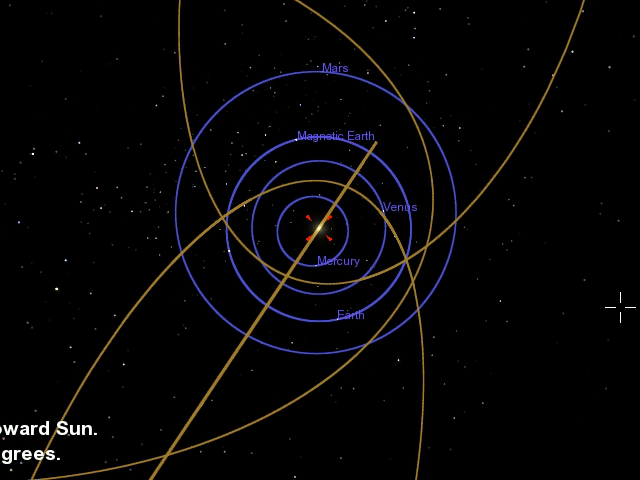 Mars
Magnetic Earth
Venus
Mercury
Earth
oward Sun.
grees.